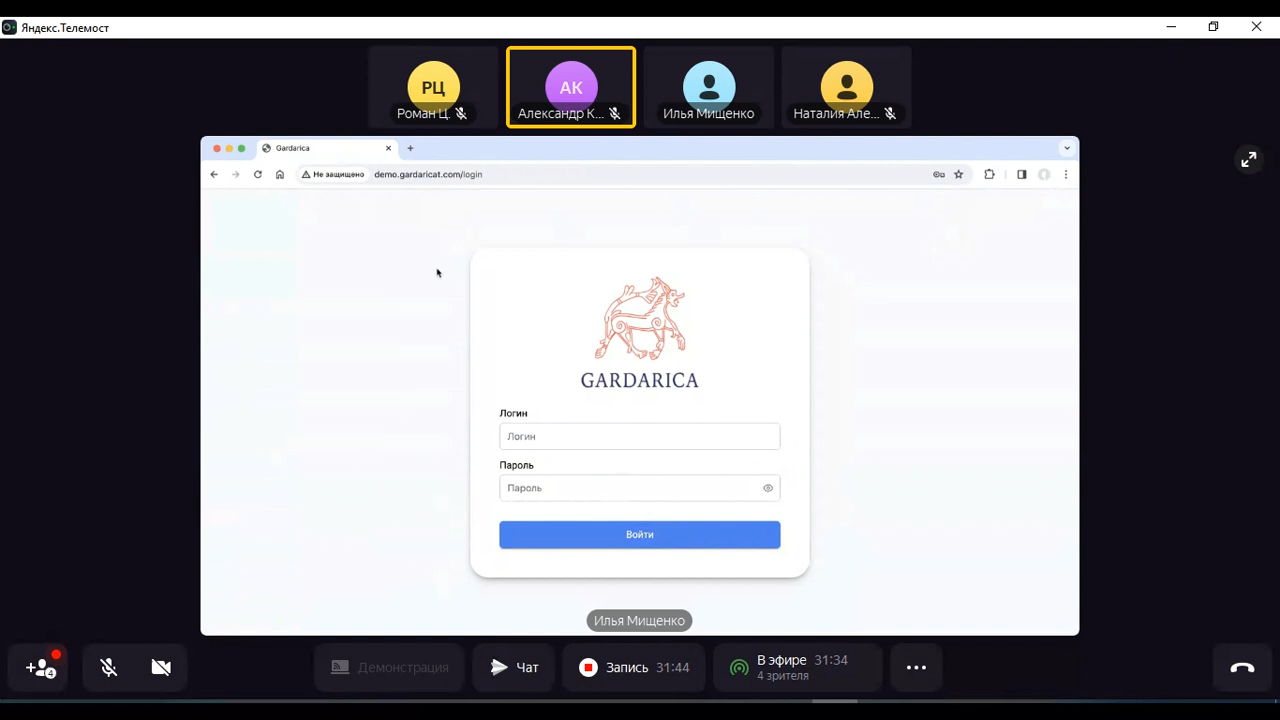 Яндекс.Телемост
РЦ
АК
Роман Ц.
Александр К...
Илья Мищенко
Наталия Але...
Gardarica
Не защищено
demo.gardaricat.com/login
GARDARICA
Логин
Логин
Пароль
Пароль
Войти
Илья Мищенко
4
Демонстрация
Чат
Запись 31:44
В эфире 31:34
4 зрителя